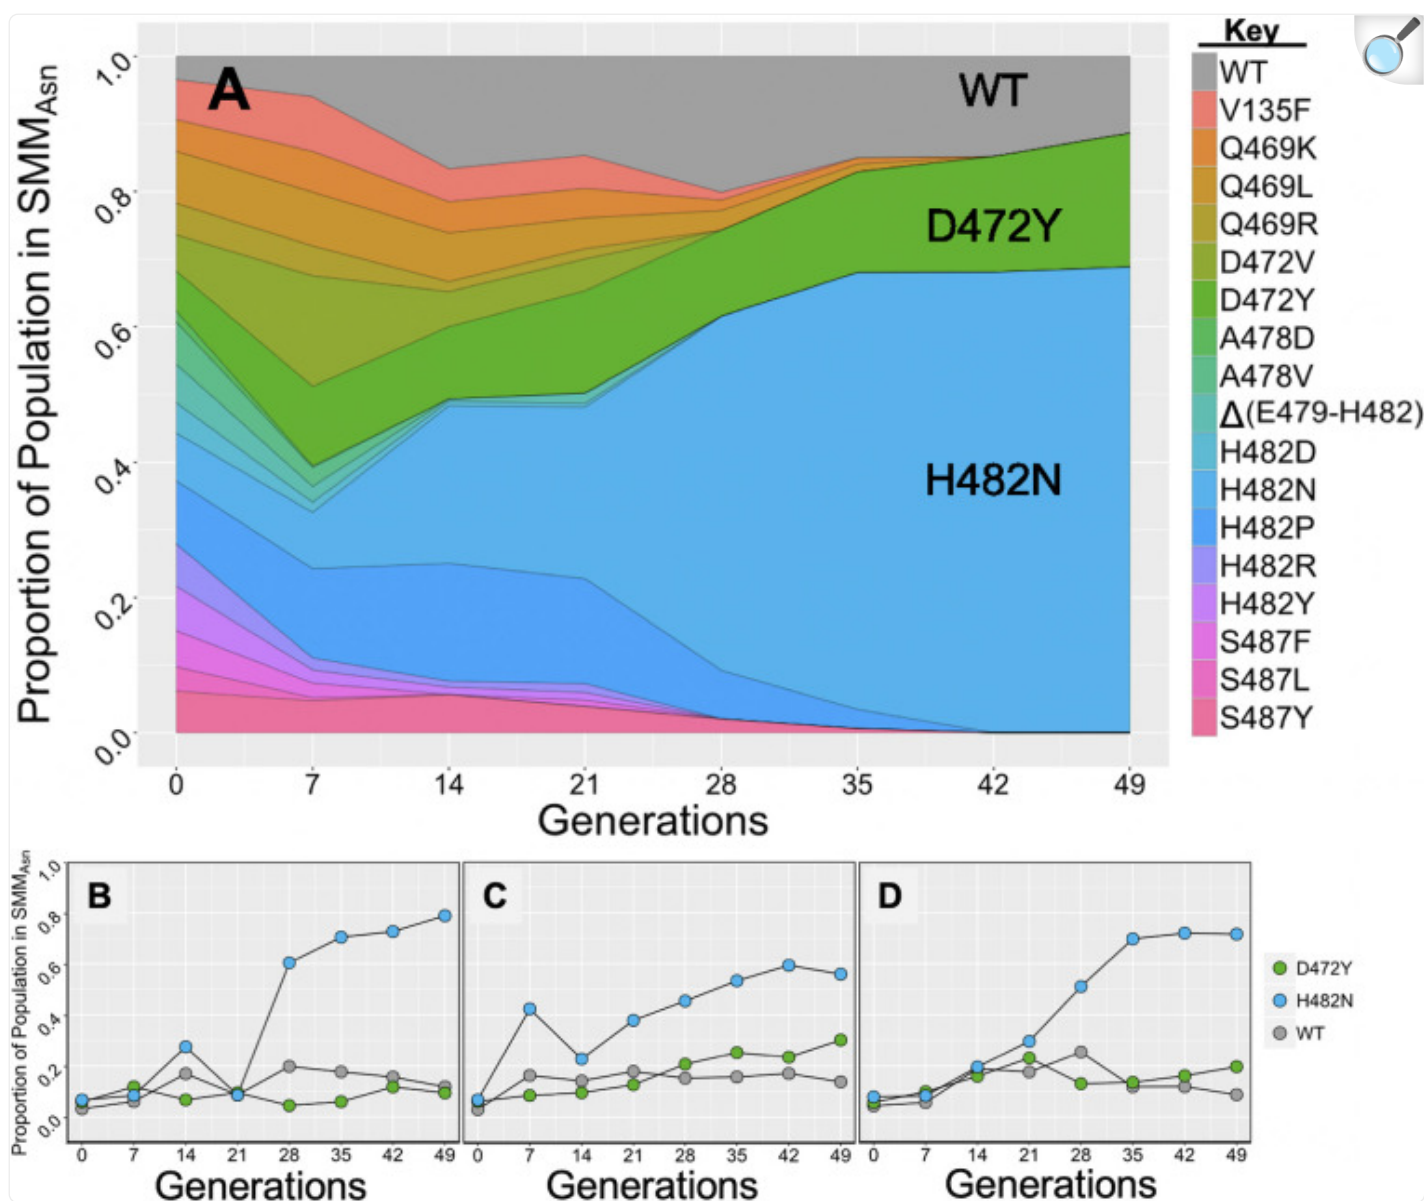 A
Proportion of Population in SMMAsn
1.0
0.8
0.6
0.4
0.2
0.0
WT
D472Y
H482N
0 7 14 21 28 35 42 49
Generations
Key
WT
V135F
Q469K
Q469L
Q469R
D472V
D472Y
A478D
A478V
Δ(E479-H482)
H482D
H482N
H482P
H482R
H482Y
S487F
S487L
S487Y
Proportion of Population in SMMAsn
1.0
0.8
0.6
0.4
0.2
0.0
B
0 7 14 21 28 35 42 49
Generations
C
0 7 14 21 28 35 42 49
Generations
D
0 7 14 21 28 35 42 49
Generations
D472Y
H482N
WT